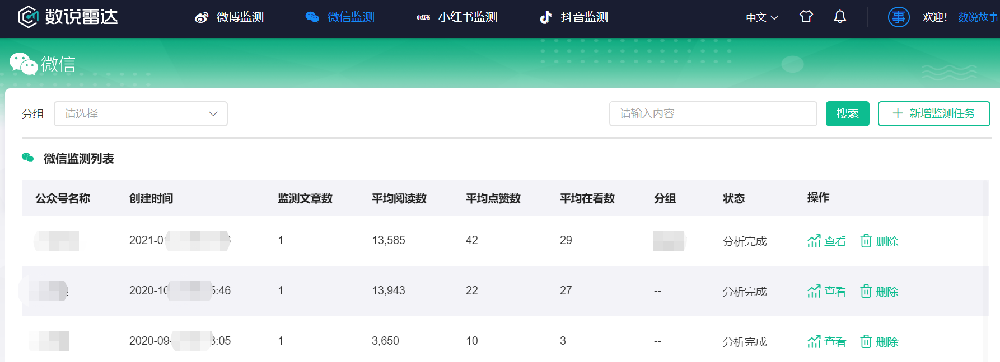 数说雷达 微博监测 微信监测 小红书 小红书监测 抖音监测 中文 事 欢迎! 数说故事
微信
分组 请选择 请输入内容 搜索 新增监测任务
微信监测列表
公众号名称 创建时间 监测文章数 平均阅读数 平均点赞数 平均在看数 分组 状态 操作
2021-0 1 13,585 42 29 分析完成 查看 删除
2020-10 5:46 1 13,943 22 27 -- 分析完成 查看 删除
2020-09- 3:05 1 3,650 10 3 -- 分析完成 查看 删除